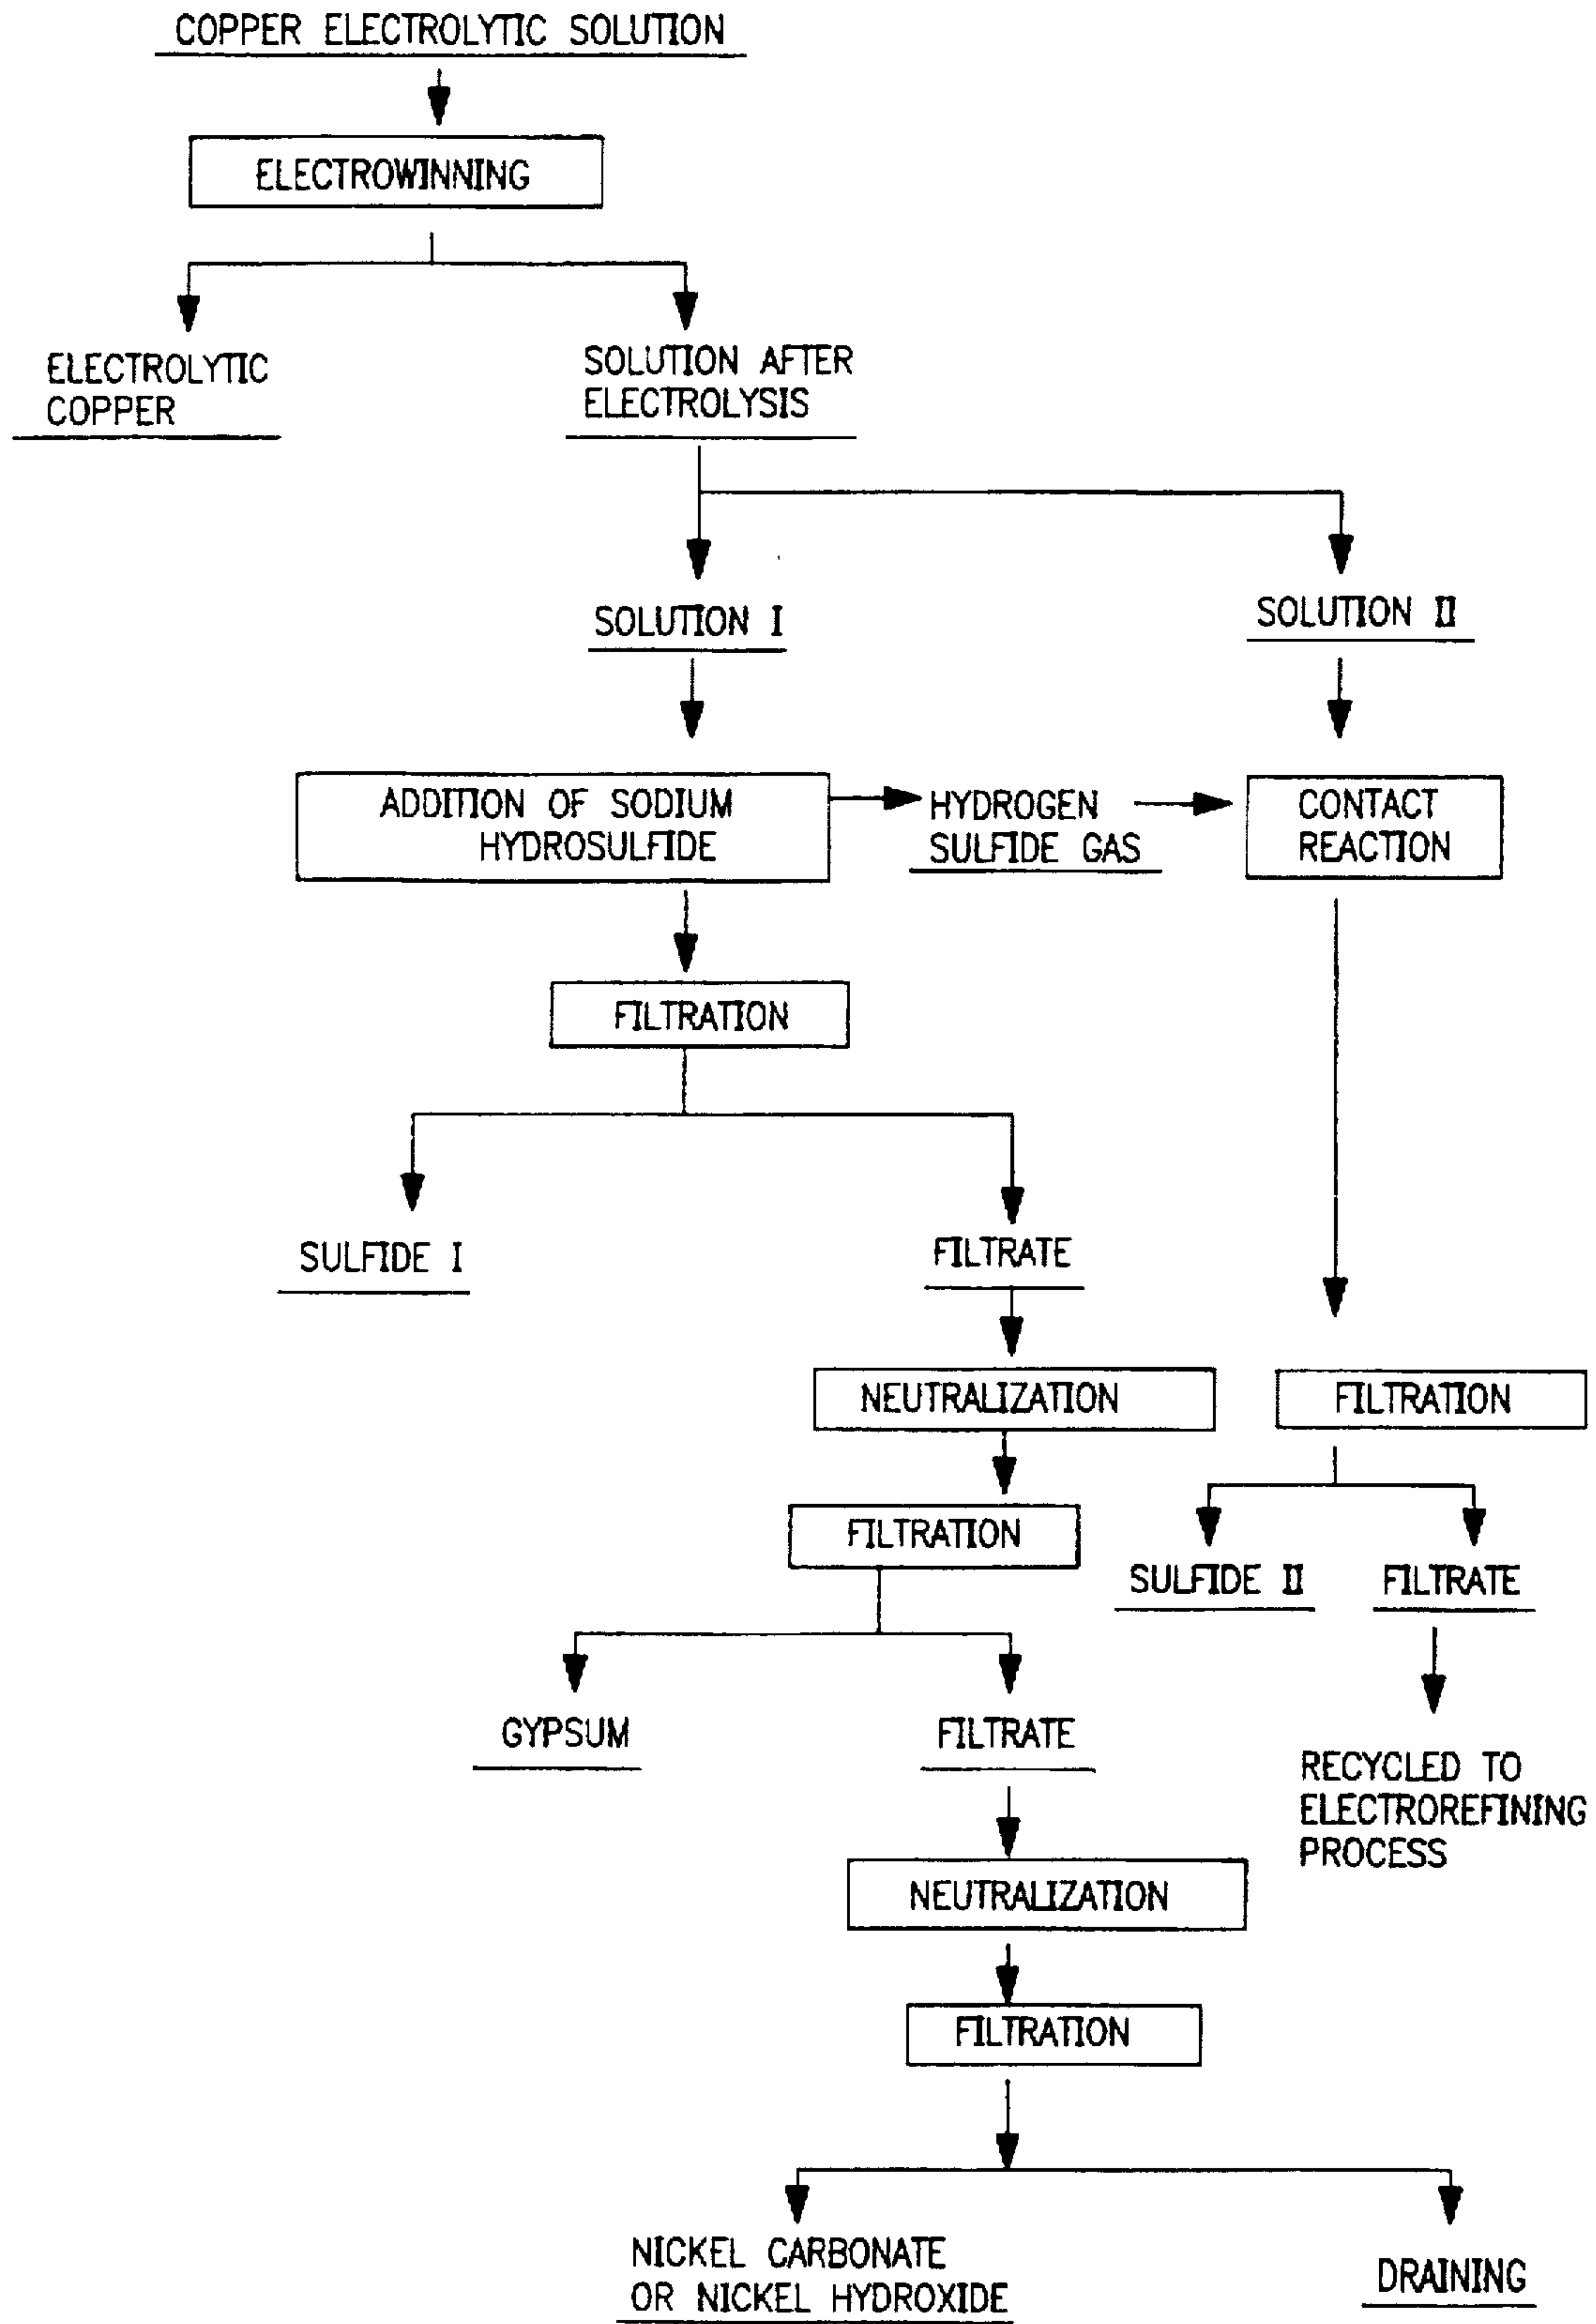 COPPER ELECTROLYTIC SOLUTION
ELECTROWINNING
ELECTROLYTIC
COPPER
SOLUTION AFTER
ELECTROLYSIS
SOLUTION I
SOLUTION II
ADDITION OF SODIUM
HYDROSULFIDE
HYDROGEN
SULFIDE GAS
CONTACT
REACTION
FILTRATION
SULFIDE I
FILTRATE
NEUTRALIZATION
FILTRATION
FILTRATION
SULFIDE II
FILTRATE
GYPSUM
FILTRATE
RECYCLED TO
ELECTROREFINING
PROCESS
NEUTRALIZATION
FILTRATION
NICKEL CARBONATE
OR NICKEL HYDROXIDE
DRAINING